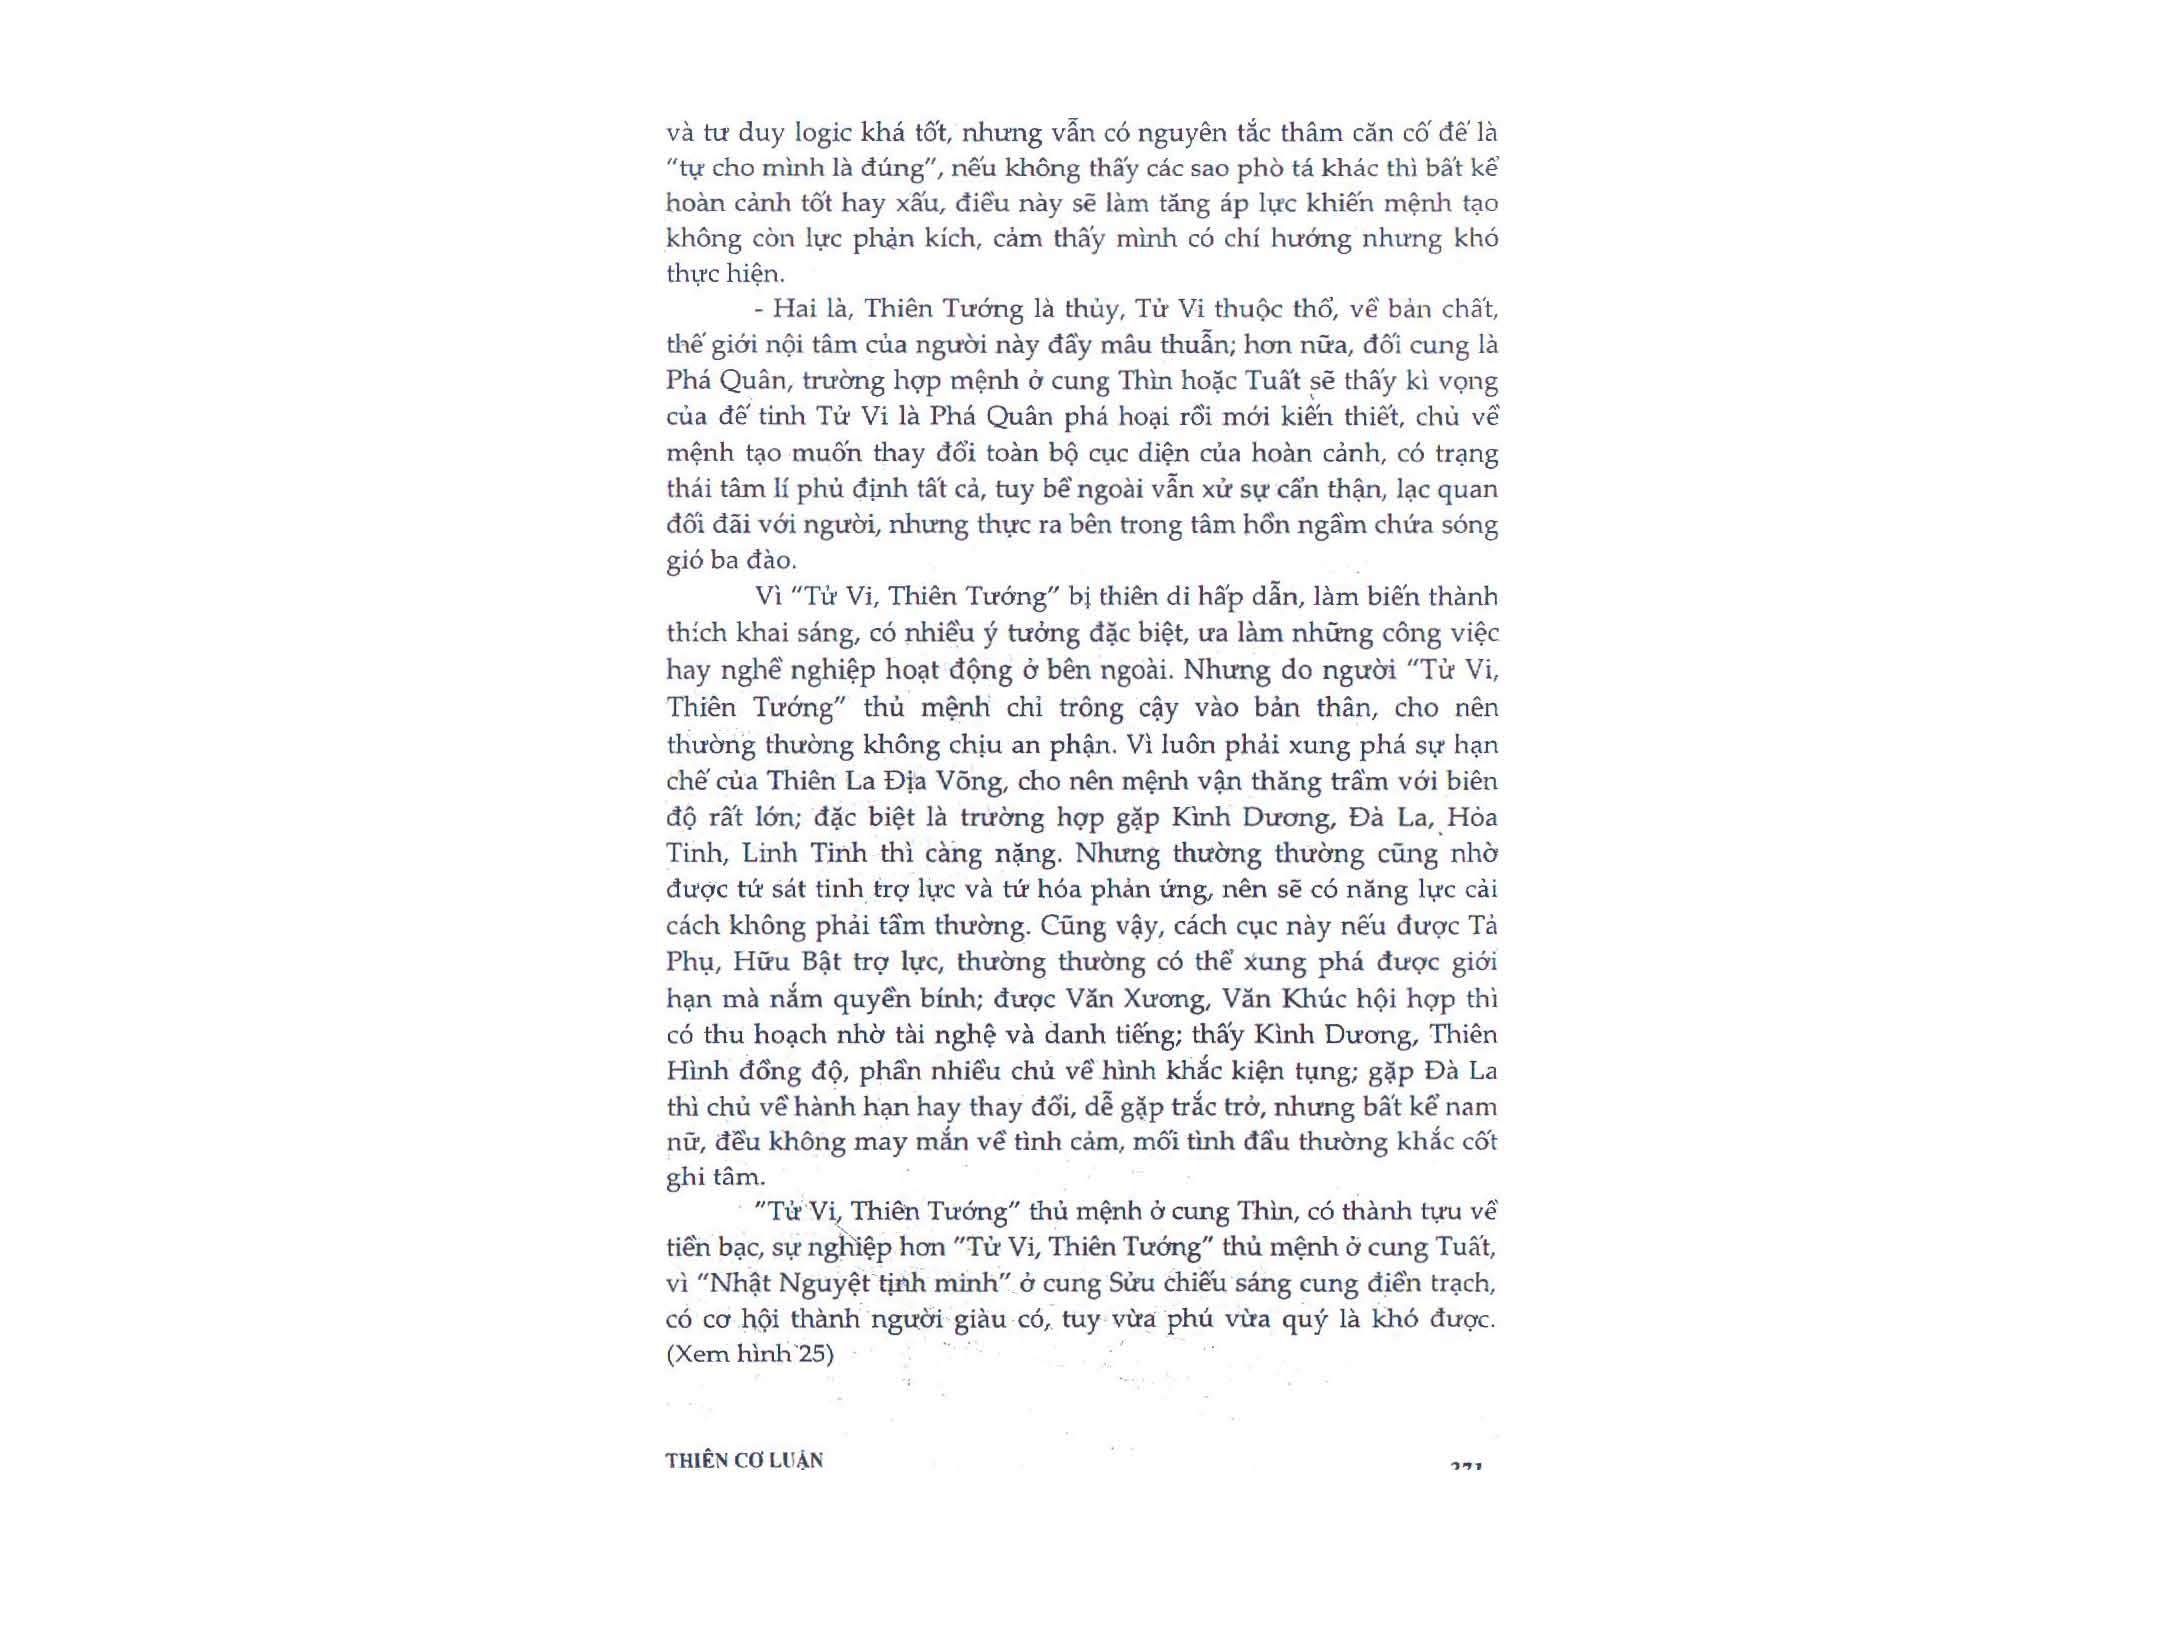 và tư duy logic khá tốt, nhưng vẫn có nguyên tắc thâm căn cố đế là
"tự cho mình là đúng", nếu không thấy các sao phò tá khác thì bất kể
hoàn cảnh tốt hay xấu, điều này sẽ làm tăng áp lực khiến mệnh tạo
không còn lực phản kích, cảm thấy mình có chí hướng nhưng khó
thực hiện.
- Hai là, Thiên Tướng là thủy, Tử Vi thuộc thổ, về bản chất,
thế giới nội tâm của người này đầy mâu thuẫn; hơn nữa, đối cung là
Phá Quân, trường hợp mệnh ở cung Thìn hoặc Tuất sẽ thấy kì vọng
của đế tinh Tử Vi là Phá Quân phá hoại rồi mới kiến thiết, chủ về
mệnh tạo muốn thay đổi toàn bộ cục diện của hoàn cảnh, có trạng
thái tâm lí phủ định tất cả, tuy bề ngoài vẫn xử sự cẩn thận, lạc quan
đối đãi với người, nhưng thực ra bên trong tâm hồn ngầm chứa sóng
gió ba đào.
Vì "Tử Vi, Thiên Tướng" bị thiên di hấp dẫn, làm biến thành
thích khai sáng, có nhiều ý tưởng đặc biệt, ưa làm những công việc
hay nghề nghiệp hoạt động ở bên ngoài. Nhưng do người "Tử Vi,
Thiên Tướng" thủ mệnh chỉ trông cậy vào bản thân, cho nên
thường thường không chịu an phận. Vì luôn phải xung phá sự hạn
chế của Thiên La Địa Võng, cho nên mệnh vận thăng trầm với biên
độ rất lớn; đặc biệt là trường hợp gặp Kình Dương, Đà La, Hỏa
Tinh, Linh Tinh thì càng nặng. Nhưng thường thường cũng nhờ
được tứ sát tinh trợ lực và tứ hóa phản ứng, nên sẽ có năng lực cải
cách không phải tầm thường. Cũng vậy, cách cục này nếu được Tả
Phụ, Hữu Bật trợ lực, thường thường có thể xung phá được giới
hạn mà nắm quyền bính; được Văn Xương, Văn Khúc hội hợp thì
có thu hoạch nhờ tài nghệ và danh tiếng; thấy Kình Dương, Thiên
Hình đồng độ, phần nhiều chủ về hình khắc kiện tụng; gặp Đà La
thì chủ về hành hạn hay thay đổi, dễ gặp trắc trở, nhưng bất kể nam
nữ, đều không may mắn về tình cảm, mối tình đầu thường khắc cốt
ghi tâm.
"Tử Vi, Thiên Tướng" thủ mệnh ở cung Thìn, có thành tựu về
tiền bạc, sự nghiệp hơn "Tử Vi, Thiên Tướng" thủ mệnh ở cung Tuất,
vì "Nhật Nguyệt tịnh minh" ở cung Sửu chiếu sáng cung điền trạch,
có cơ hội thành người giàu có, tuy vừa phú vừa quý là khó được.
(Xem hình 25)
THIÊN CƠ LUẬN